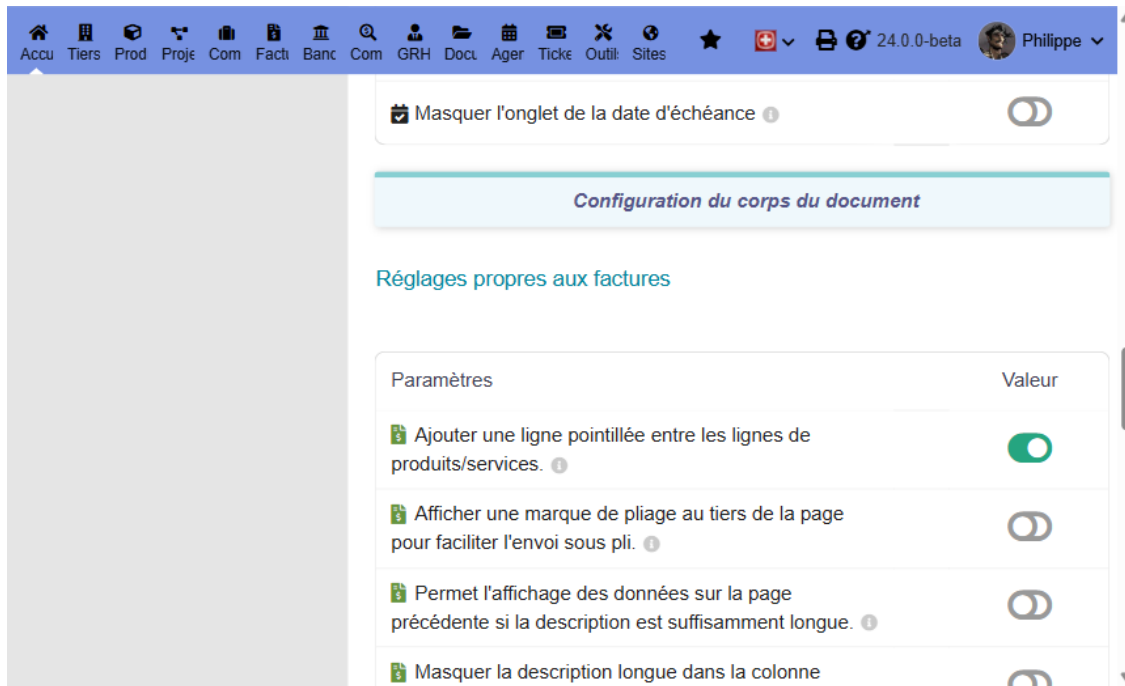 Accu Tiers Prod Proje Com Factu Banc Com GRH Docu Ager Ticke Outil Sites 24.0.0-beta Philippe
Masquer l'onglet de la date d'échéance
Configuration du corps du document
Réglages propres aux factures
Paramètres Valeur
Ajouter une ligne pointillée entre les lignes de
produits/services.
Afficher une marque de pliage au tiers de la page
pour faciliter l'envoi sous pli.
Permet l'affichage des données sur la page
précédente si la description est suffisamment longue.
Masquer la description longue dans la colonne